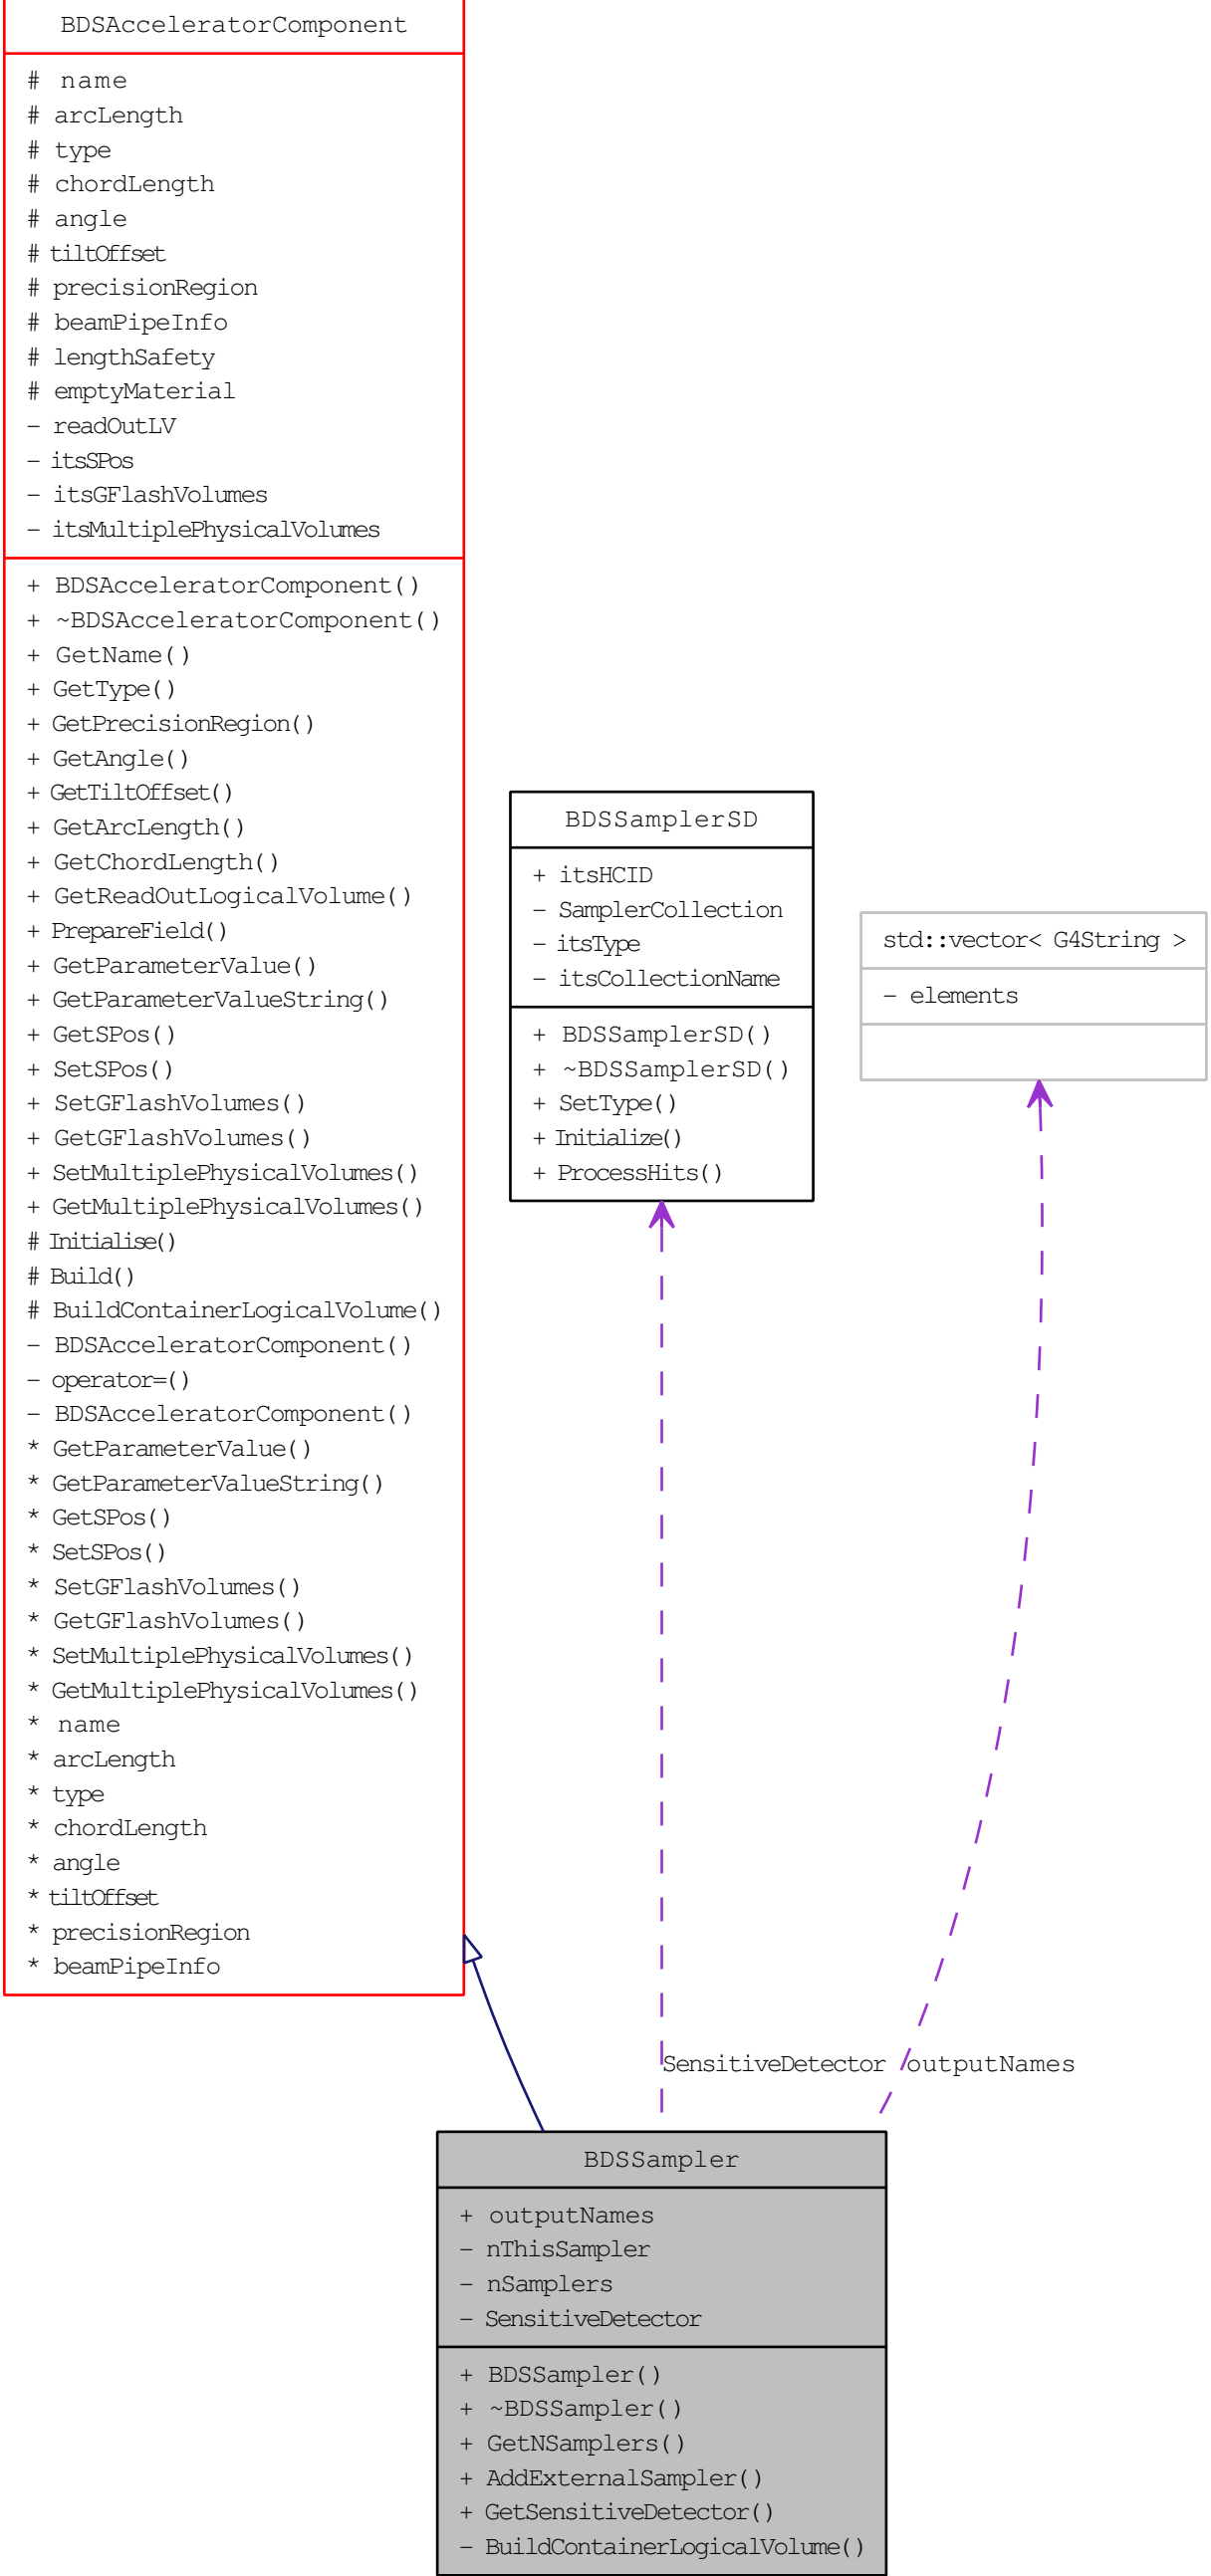 BDSAcceleratorComponent
# name
# arcLength
# type
# chordLength
# angle
# tiltOffset
# precisionRegion
# beamPipeInfo
# lengthSafety
# emptyMaterial
- readOutLV
- itsSPos
- itsGFlashVolumes
- itsMultiplePhysicalVolumes
+ BDSAcceleratorComponent()
+ ~BDSAcceleratorComponent()
+ GetName()
+ GetType()
+ GetPrecisionRegion()
+ GetAngle()
+ GetTiltOffset()
+ GetArcLength()
+ GetChordLength()
+ GetReadOutLogicalVolume()
+ PrepareField()
+ GetParameterValue()
+ GetParameterValueString()
+ GetSPos()
+ SetSPos()
+ SetGFlashVolumes()
+ GetGFlashVolumes()
+ SetMultiplePhysicalVolumes()
+ GetMultiplePhysicalVolumes()
# Initialise()
# Build()
# BuildContainerLogicalVolume()
- BDSAcceleratorComponent()
- operator=()
- BDSAcceleratorComponent()
* GetParameterValue()
* GetParameterValueString()
* GetSPos()
* SetSPos()
* SetGFlashVolumes()
* GetGFlashVolumes()
* SetMultiplePhysicalVolumes()
* GetMultiplePhysicalVolumes()
* name
* arcLength
* type
* chordLength
* angle
* tiltOffset
* precisionRegion
* beamPipeInfo
BDSSamplerSD
+ itsHCID
- SamplerCollection
- itsType
- itsCollectionName
+ BDSSamplerSD()
+ ~BDSSamplerSD()
+ SetType()
+ Initialize()
+ ProcessHits()
std::vector< G4String >
- elements
SensitiveDetector
outputNames
BDSSampler
+ outputNames
- nThisSampler
- nSamplers
- SensitiveDetector
+ BDSSampler()
+ ~BDSSampler()
+ GetNSamplers()
+ AddExternalSampler()
+ GetSensitiveDetector()
- BuildContainerLogicalVolume()